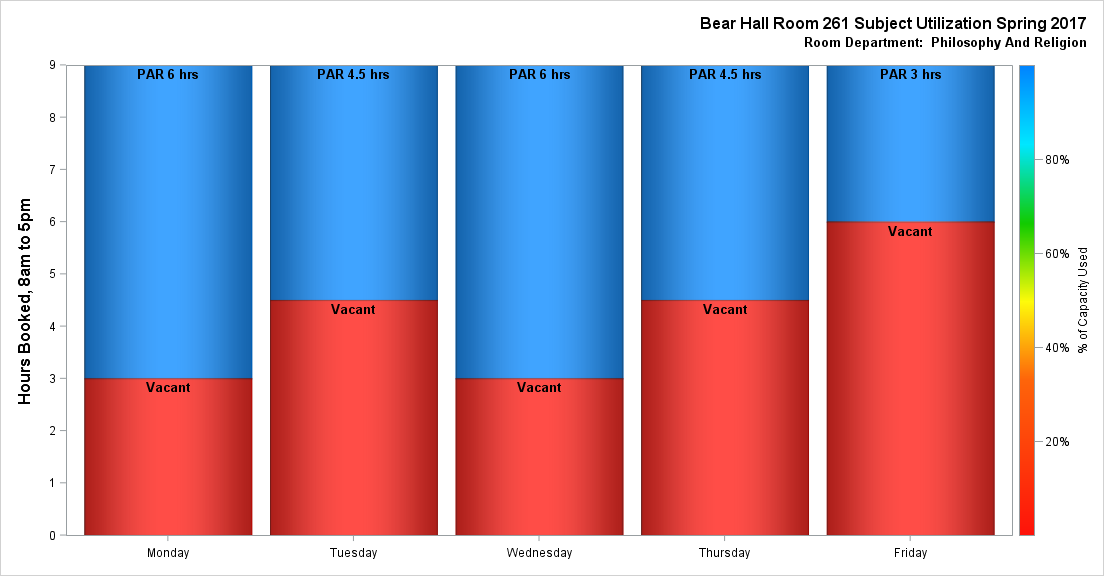 Bear Hall Room 261 Subject Utilization Spring 2017
Room Department:  Philosophy And Religion
Hours Booked, 8am to 5pm
9
8
7
6
5
4
3
2
1
0
PAR 6 hrs
Vacant
PAR 4.5 hrs
Vacant
PAR 6 hrs
Vacant
PAR 4.5 hrs
Vacant
PAR 3 hrs
Vacant
Monday
Tuesday
Wednesday
Thursday
Friday
80%
60%
40%
20%
% of Capacity Used